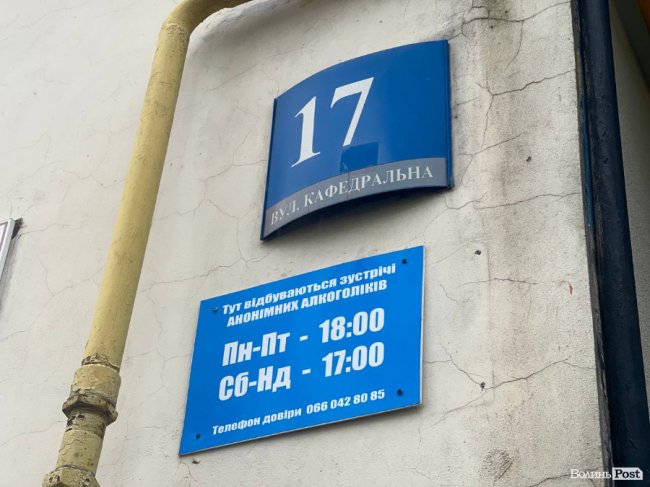 17
ВУЛ. КАФЕДРАЛЬНА
Тут відбуваються зустрічі
АНОНІМНИХ АЛКОГОЛІКІВ
Пн-Пт - 18:00
Сб-Нд - 17:00
Телефон довіри 066 042 80 85
Волинь Post